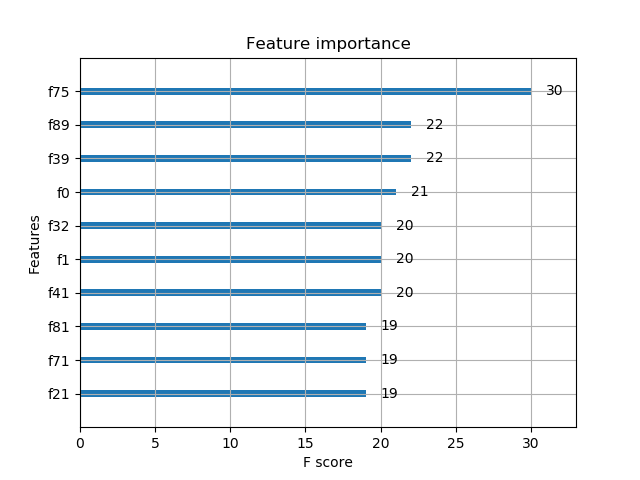 Feature importance
f75 30
f89 22
f39 22
f0 21
f32 20
f1 20
f41 20
f81 19
f71 19
f21 19
Features
0 5 10 15 20 25 30
F score